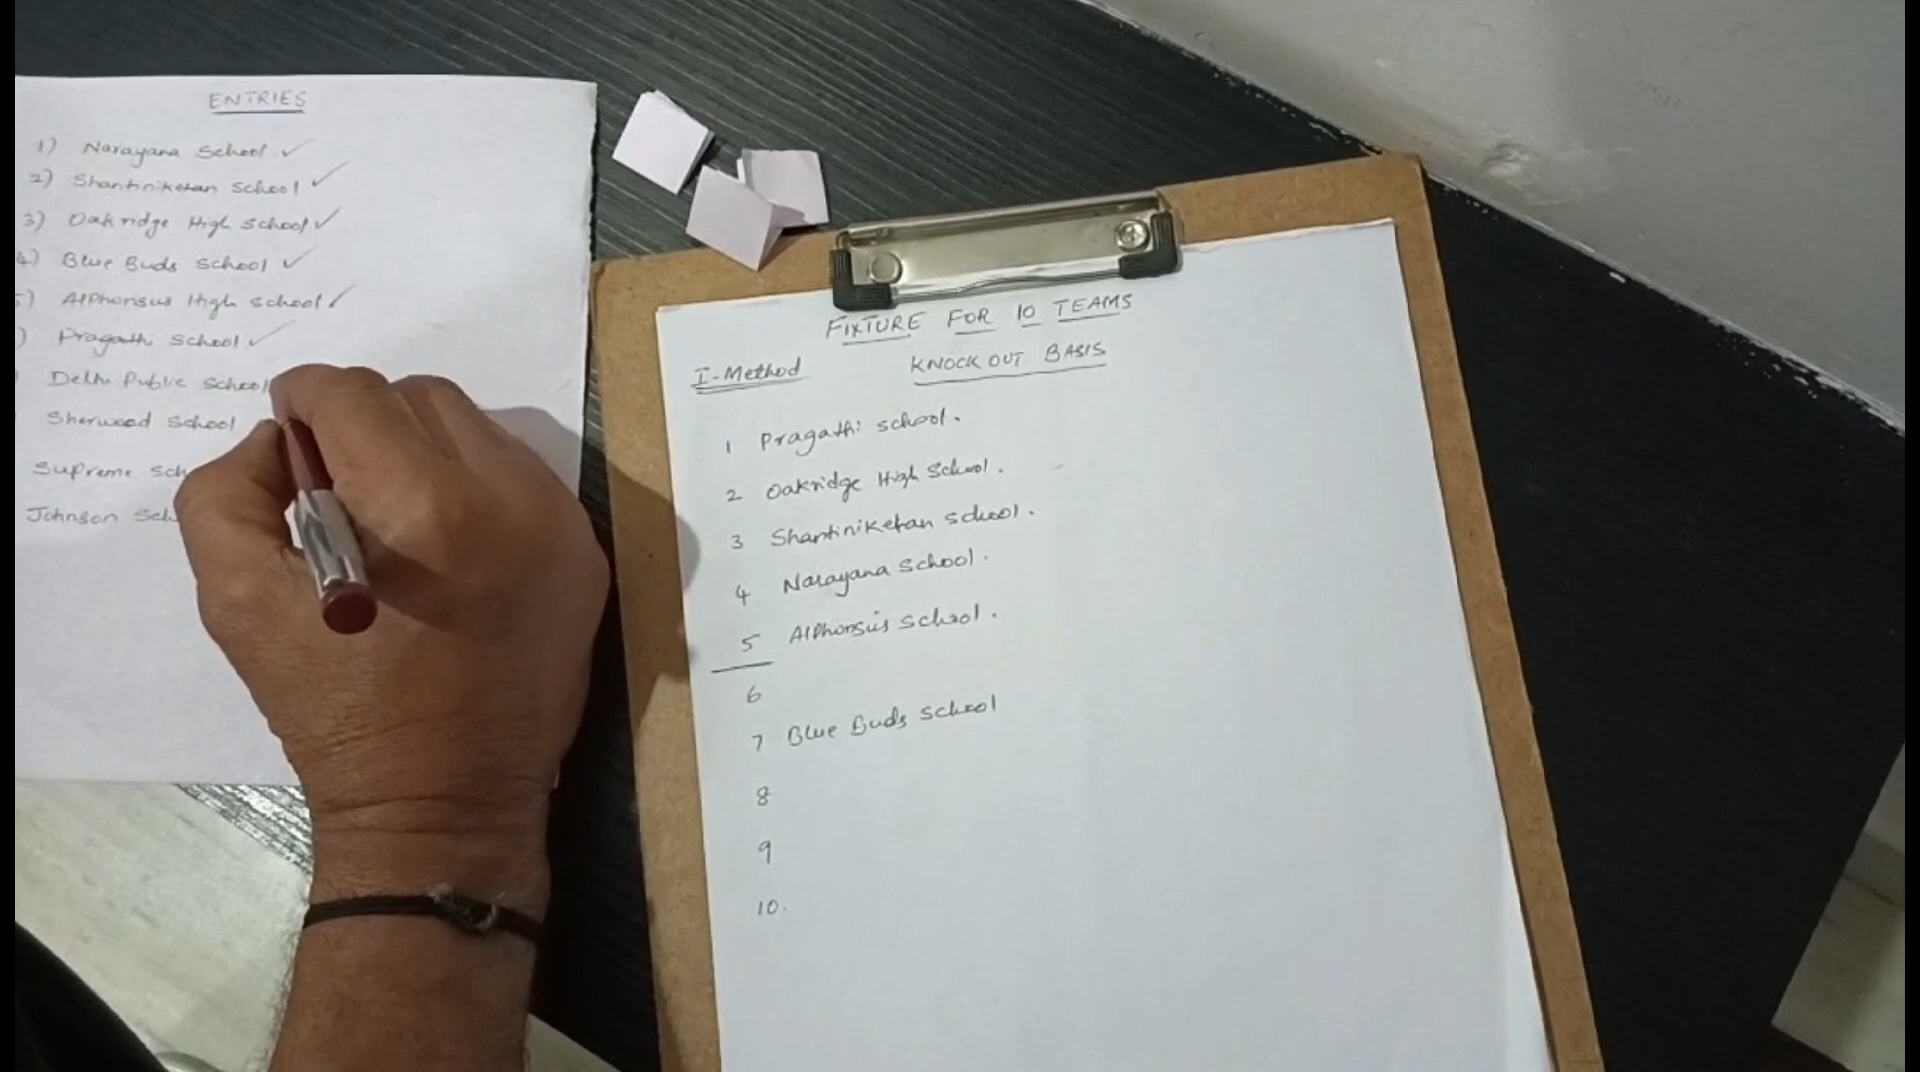 ENTRIES
1) Narayana School ✓
2) Shantiniketan School ✓
3) Oakridge High School ✓
4) Blue Buds School ✓
5) Alphonsus High School ✓
) Pragathi School ✓
Delhi Public School
Sherwood School
Supreme Sch
Johnson Sch
FIXTURE FOR 10 TEAMS
I-Method KNOCK OUT BASIS
1 Pragathi school.
2 Oakridge High School.
3 Shantiniketan School.
4 Narayana School.
5 Alphonsus School.
6
7 Blue Buds School
8
9
10.